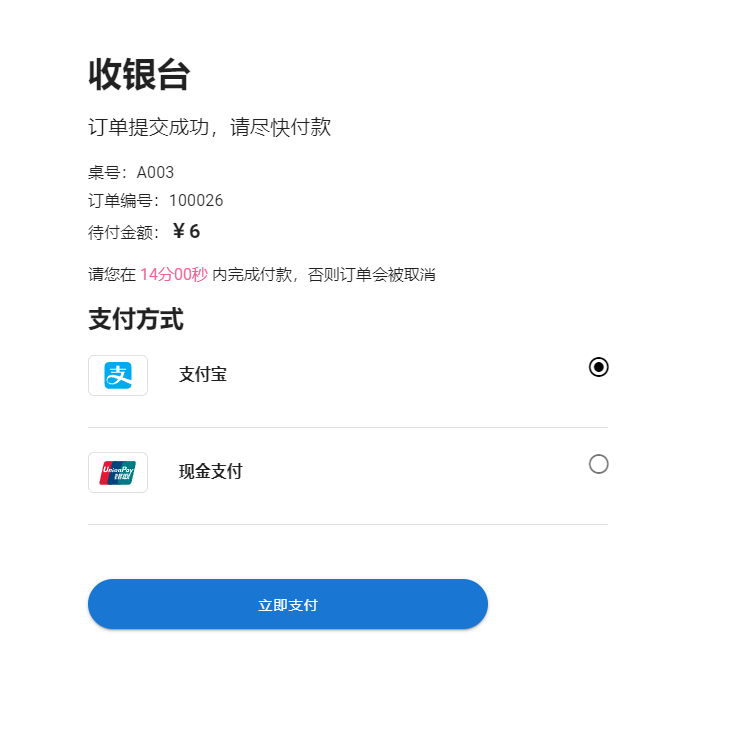 收银台
订单提交成功，请尽快付款
桌号：A003
订单编号：100026
待付金额：￥6
请您在 14分00秒 内完成付款，否则订单会被取消
支付方式
支 支付宝
UnionPay 银联 现金支付
立即支付